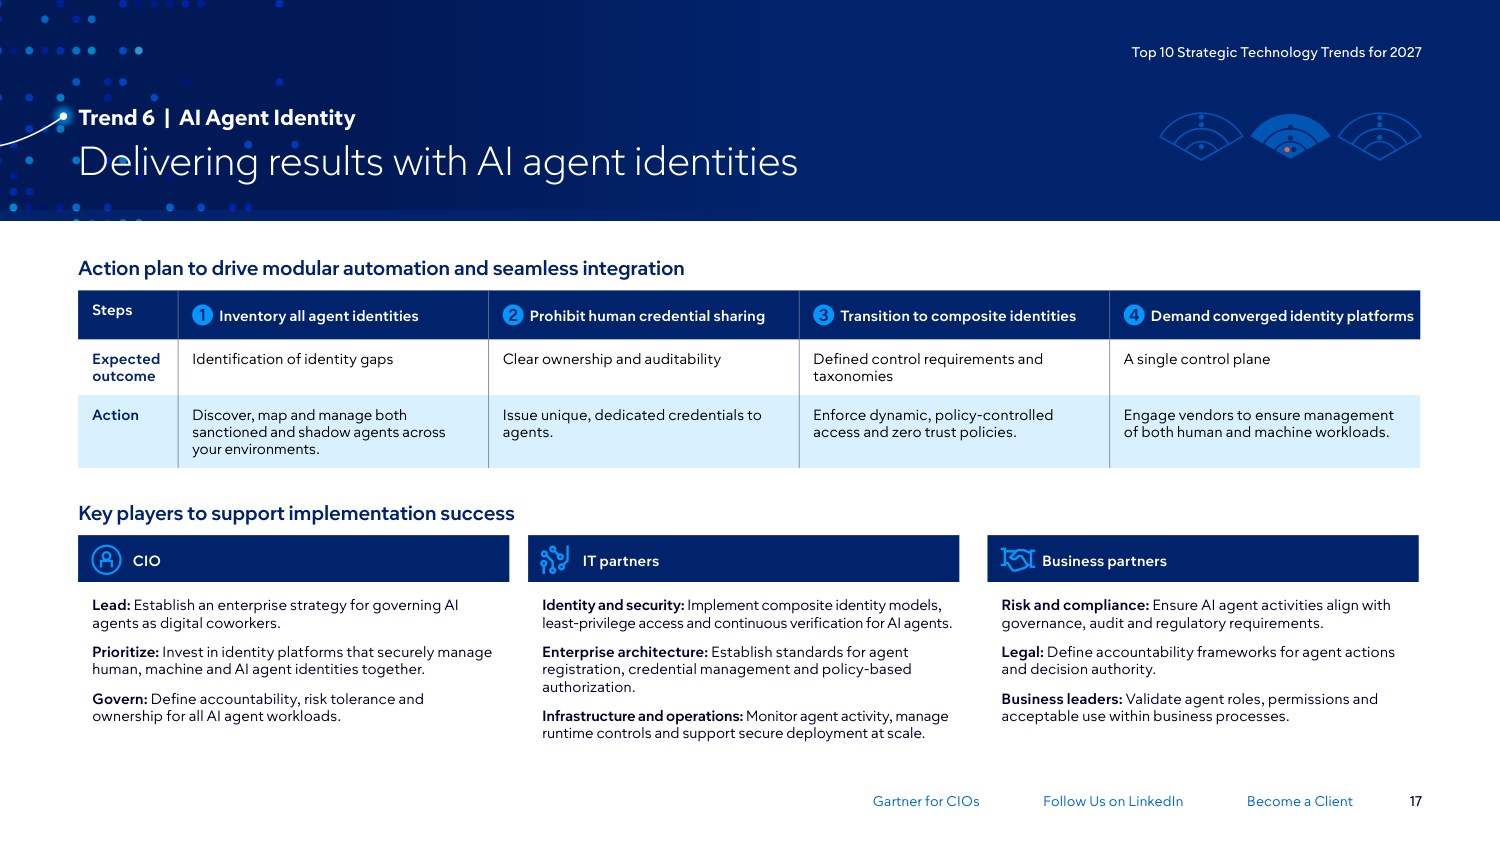 Top 10 Strategic Technology Trends for 2027
Trend 6 | AI Agent Identity
Delivering results with AI agent identities
Action plan to drive modular automation and seamless integration
Steps
1 Inventory all agent identities
2 Prohibit human credential sharing
3 Transition to composite identities
4 Demand converged identity platforms
Expected
outcome
Identification of identity gaps
Clear ownership and auditability
Defined control requirements and
taxonomies
A single control plane
Action
Discover, map and manage both
sanctioned and shadow agents across
your environments.
Issue unique, dedicated credentials to
agents.
Enforce dynamic, policy-controlled
access and zero trust policies.
Engage vendors to ensure management
of both human and machine workloads.
Key players to support implementation success
CIO
Lead: Establish an enterprise strategy for governing AI
agents as digital coworkers.
Prioritize: Invest in identity platforms that securely manage
human, machine and AI agent identities together.
Govern: Define accountability, risk tolerance and
ownership for all AI agent workloads.
IT partners
Identity and security: Implement composite identity models,
least-privilege access and continuous verification for AI agents.
Enterprise architecture: Establish standards for agent
registration, credential management and policy-based
authorization.
Infrastructure and operations: Monitor agent activity, manage
runtime controls and support secure deployment at scale.
Business partners
Risk and compliance: Ensure AI agent activities align with
governance, audit and regulatory requirements.
Legal: Define accountability frameworks for agent actions
and decision authority.
Business leaders: Validate agent roles, permissions and
acceptable use within business processes.
Gartner for CIOs
Follow Us on LinkedIn
Become a Client
17